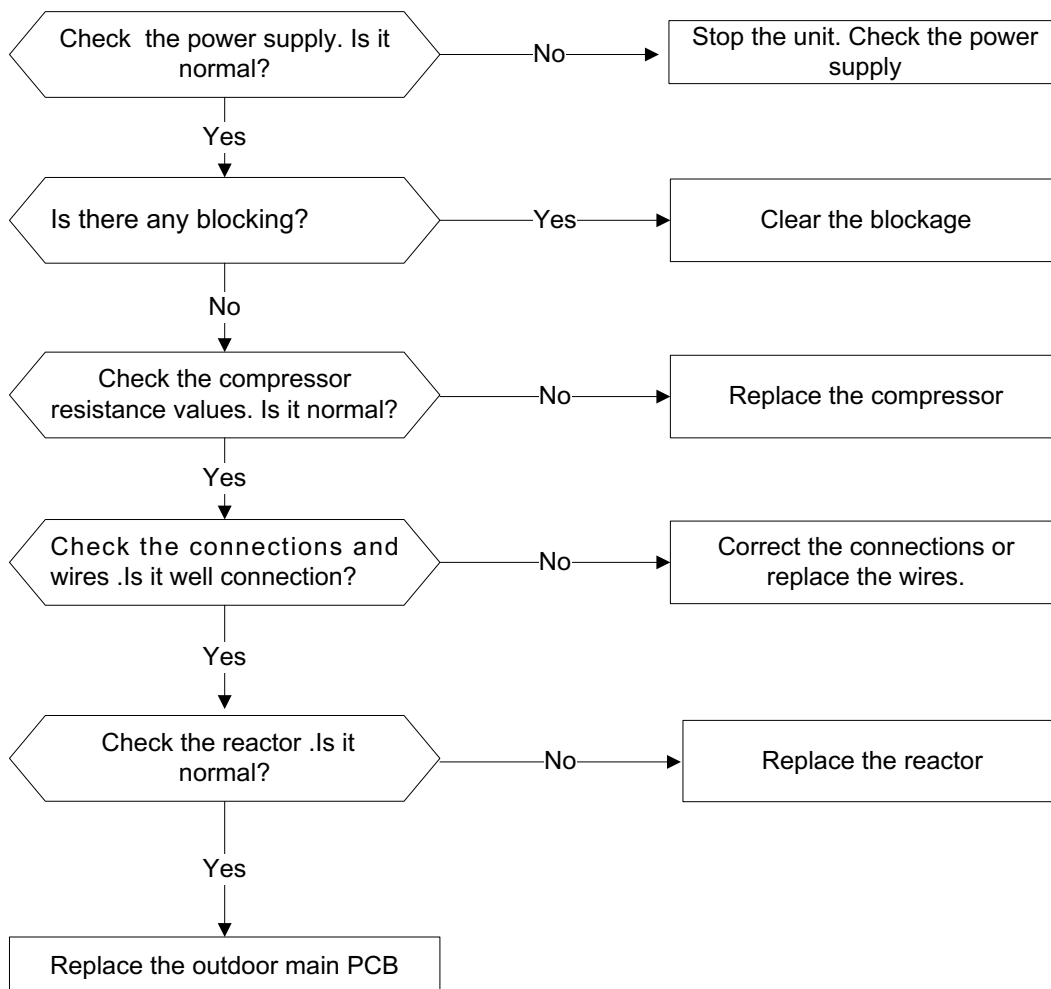 Check the power supply. Is it
normal?
No
Stop the unit. Check the power
supply
Yes
Is there any blocking?
Yes
Clear the blockage
No
Check the compressor
resistance values. Is it normal?
No
Replace the compressor
Yes
Check the connections and
wires .Is it well connection?
No
Correct the connections or
replace the wires.
Yes
Check the reactor .Is it
normal?
No
Replace the reactor
Yes
Replace the outdoor main PCB